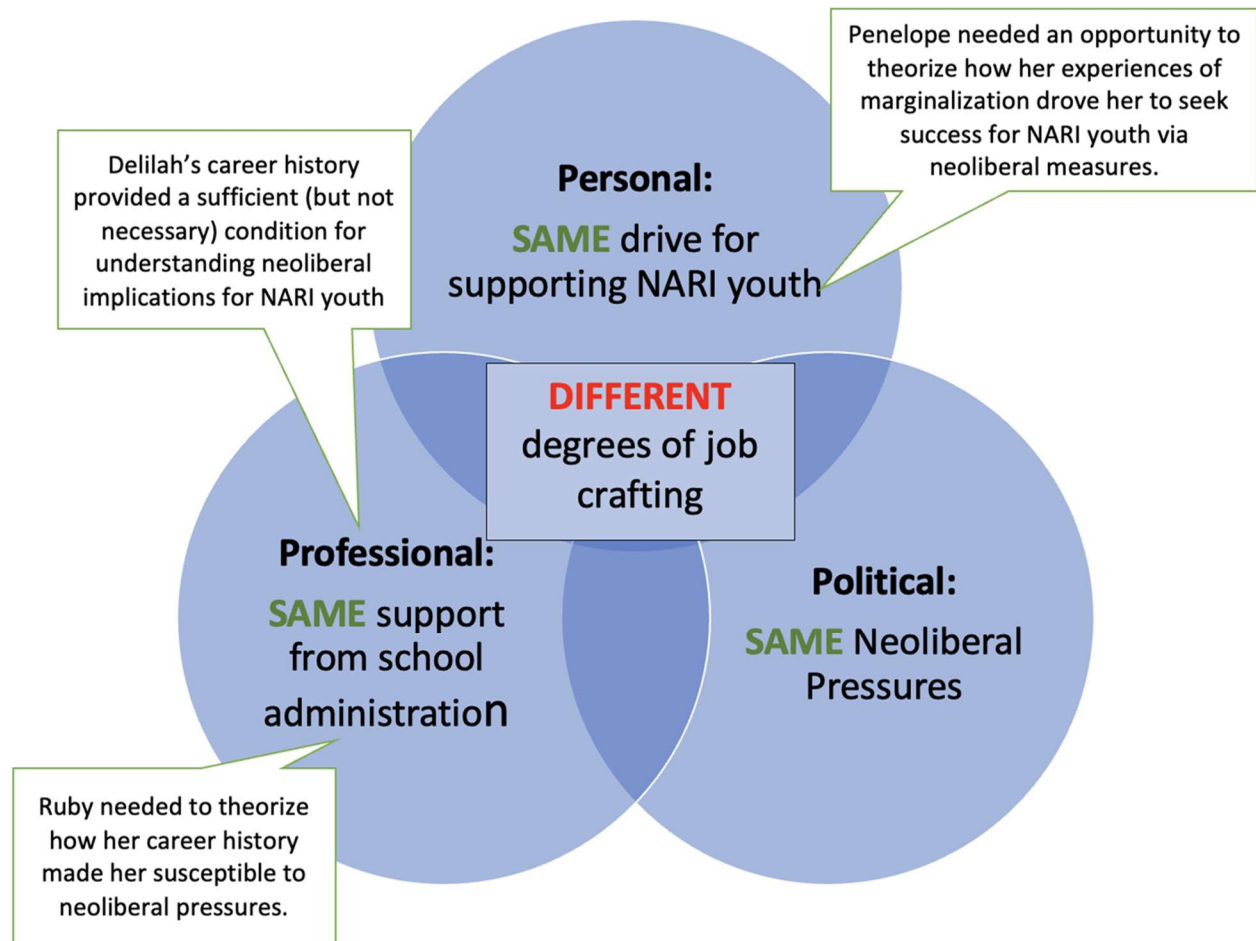 Penelope needed an opportunity to
theorize how her experiences of
marginalization drove her to seek
success for NARI youth via
neoliberal measures.
Delilah’s career history
provided a sufficient (but not
necessary) condition for
understanding neoliberal
implications for NARI youth
Personal:
SAME drive for
supporting NARI youth
DIFFERENT
degrees of job
crafting
Professional:
SAME support
from school
administration
Political:
SAME Neoliberal
Pressures
Ruby needed to theorize
how her career history
made her susceptible to
neoliberal pressures.